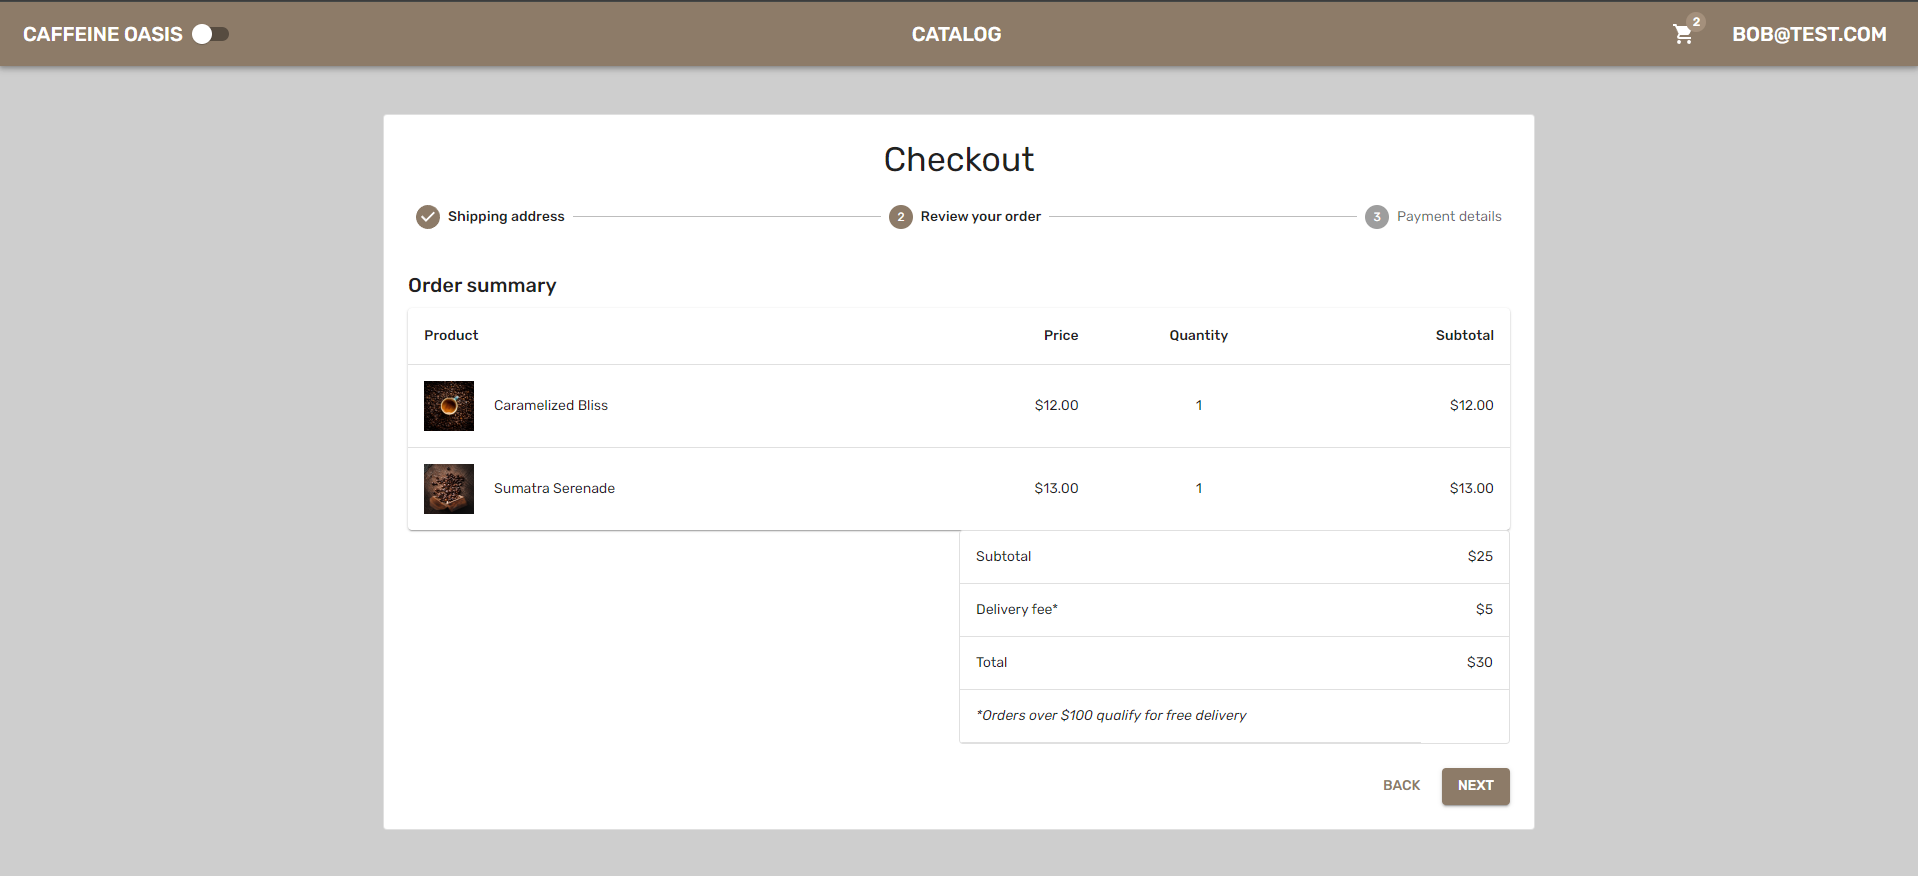 CAFFEINE OASIS CATALOG 2 BOB@TEST.COM
Checkout
Shipping address 2 Review your order 3 Payment details
Order summary
Product Price Quantity Subtotal
Caramelized Bliss $12.00 1 $12.00
Sumatra Serenade $13.00 1 $13.00
Subtotal $25
Delivery fee* $5
Total $30
*Orders over $100 qualify for free delivery
BACK NEXT